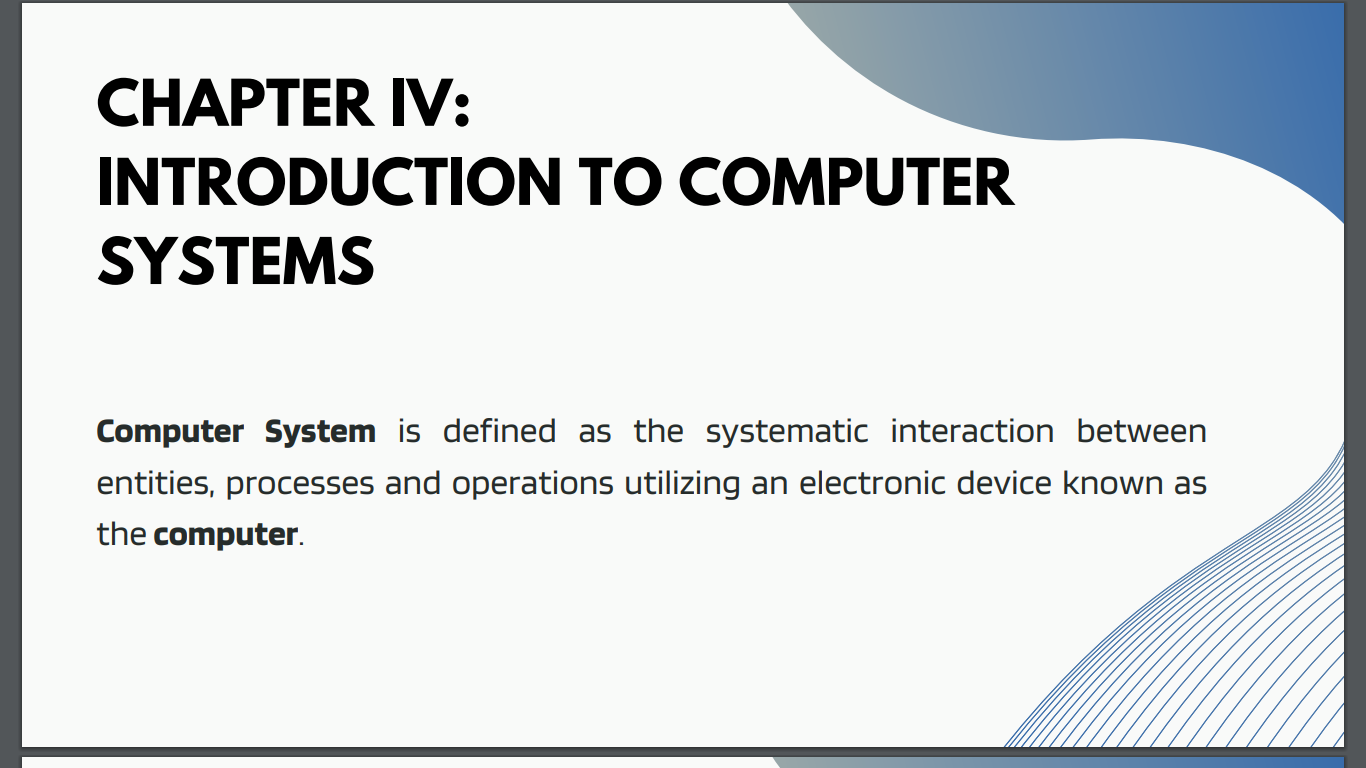 CHAPTER IV:
INTRODUCTION TO COMPUTER
SYSTEMS
Computer System is defined as the systematic interaction between
entities, processes and operations utilizing an electronic device known as
the computer.